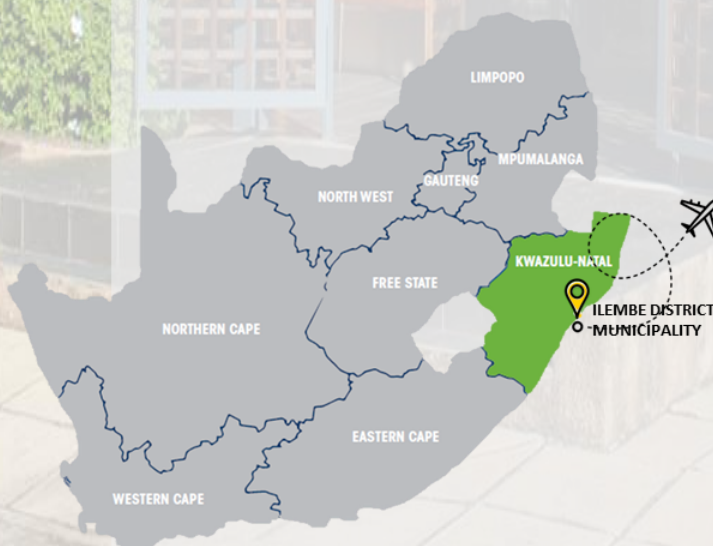 LIMPOPO
MPUMALANGA
GAUTENG
NORTH WEST
KWAZULU-NATAL
FREE STATE
ILEMBE DISTRICT
MUNICIPALITY
NORTHERN CAPE
EASTERN CAPE
WESTERN CAPE